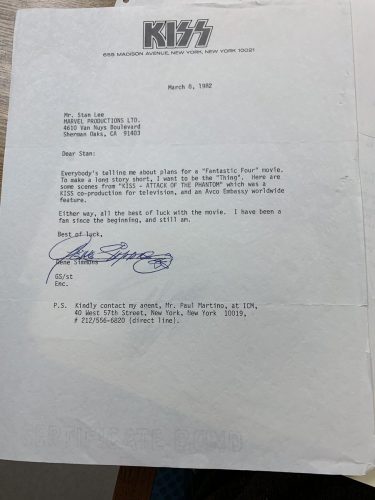 KISS
655 MADISON AVENUE, NEW YORK, NEW YORK 10021
March 8, 1982
Mr. Stan Lee
MARVEL PRODUCTIONS LTD.
4610 Van Nuys Boulevard
Sherman Oaks, CA 91403
Dear Stan:
Everybody's telling me about plans for a "Fantastic Four" movie.
To make a long story short, I want to be the "Thing". Here are
some scenes from "KISS - ATTACK OF THE PHANTOM" which was a
KISS co-production for television, and an Avco Embassy worldwide
feature.
Either way, all the best of luck with the movie. I have been a
fan since the beginning, and still am.
Best of luck,
Gene Simmons
Gene Simmons
GS/st
Enc.
P.S. Kindly contact my agent, Mr. Paul Martino, at ICM,
40 West 57th Street, New York, New York 10019,
# 212/556-6820 (direct line).
CERTIFICATE BOND